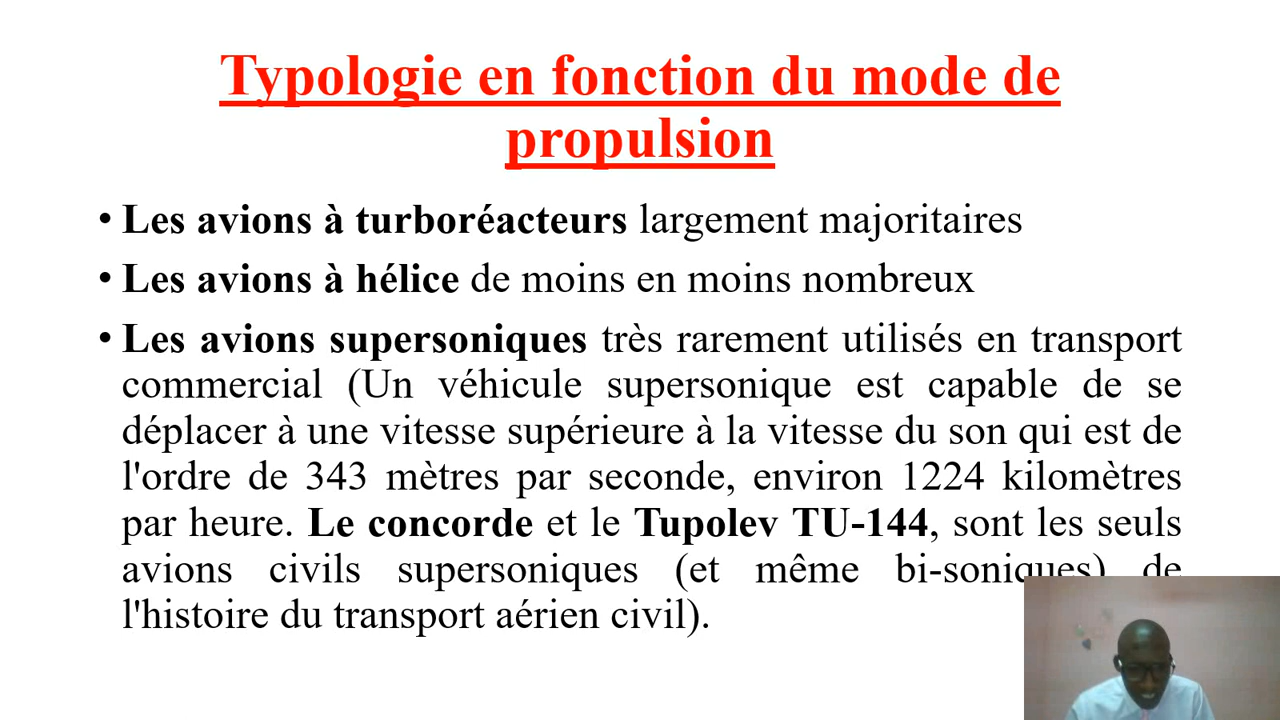 Typologie en fonction du mode de
propulsion
• Les avions à turboréacteurs largement majoritaires
• Les avions à hélice de moins en moins nombreux
• Les avions supersoniques très rarement utilisés en transport
commercial (Un véhicule supersonique est capable de se
déplacer à une vitesse supérieure à la vitesse du son qui est de
l'ordre de 343 mètres par seconde, environ 1224 kilomètres
par heure. Le concorde et le Tupolev TU-144, sont les seuls
avions civils supersoniques (et même bi-soniques) de
l'histoire du transport aérien civil).